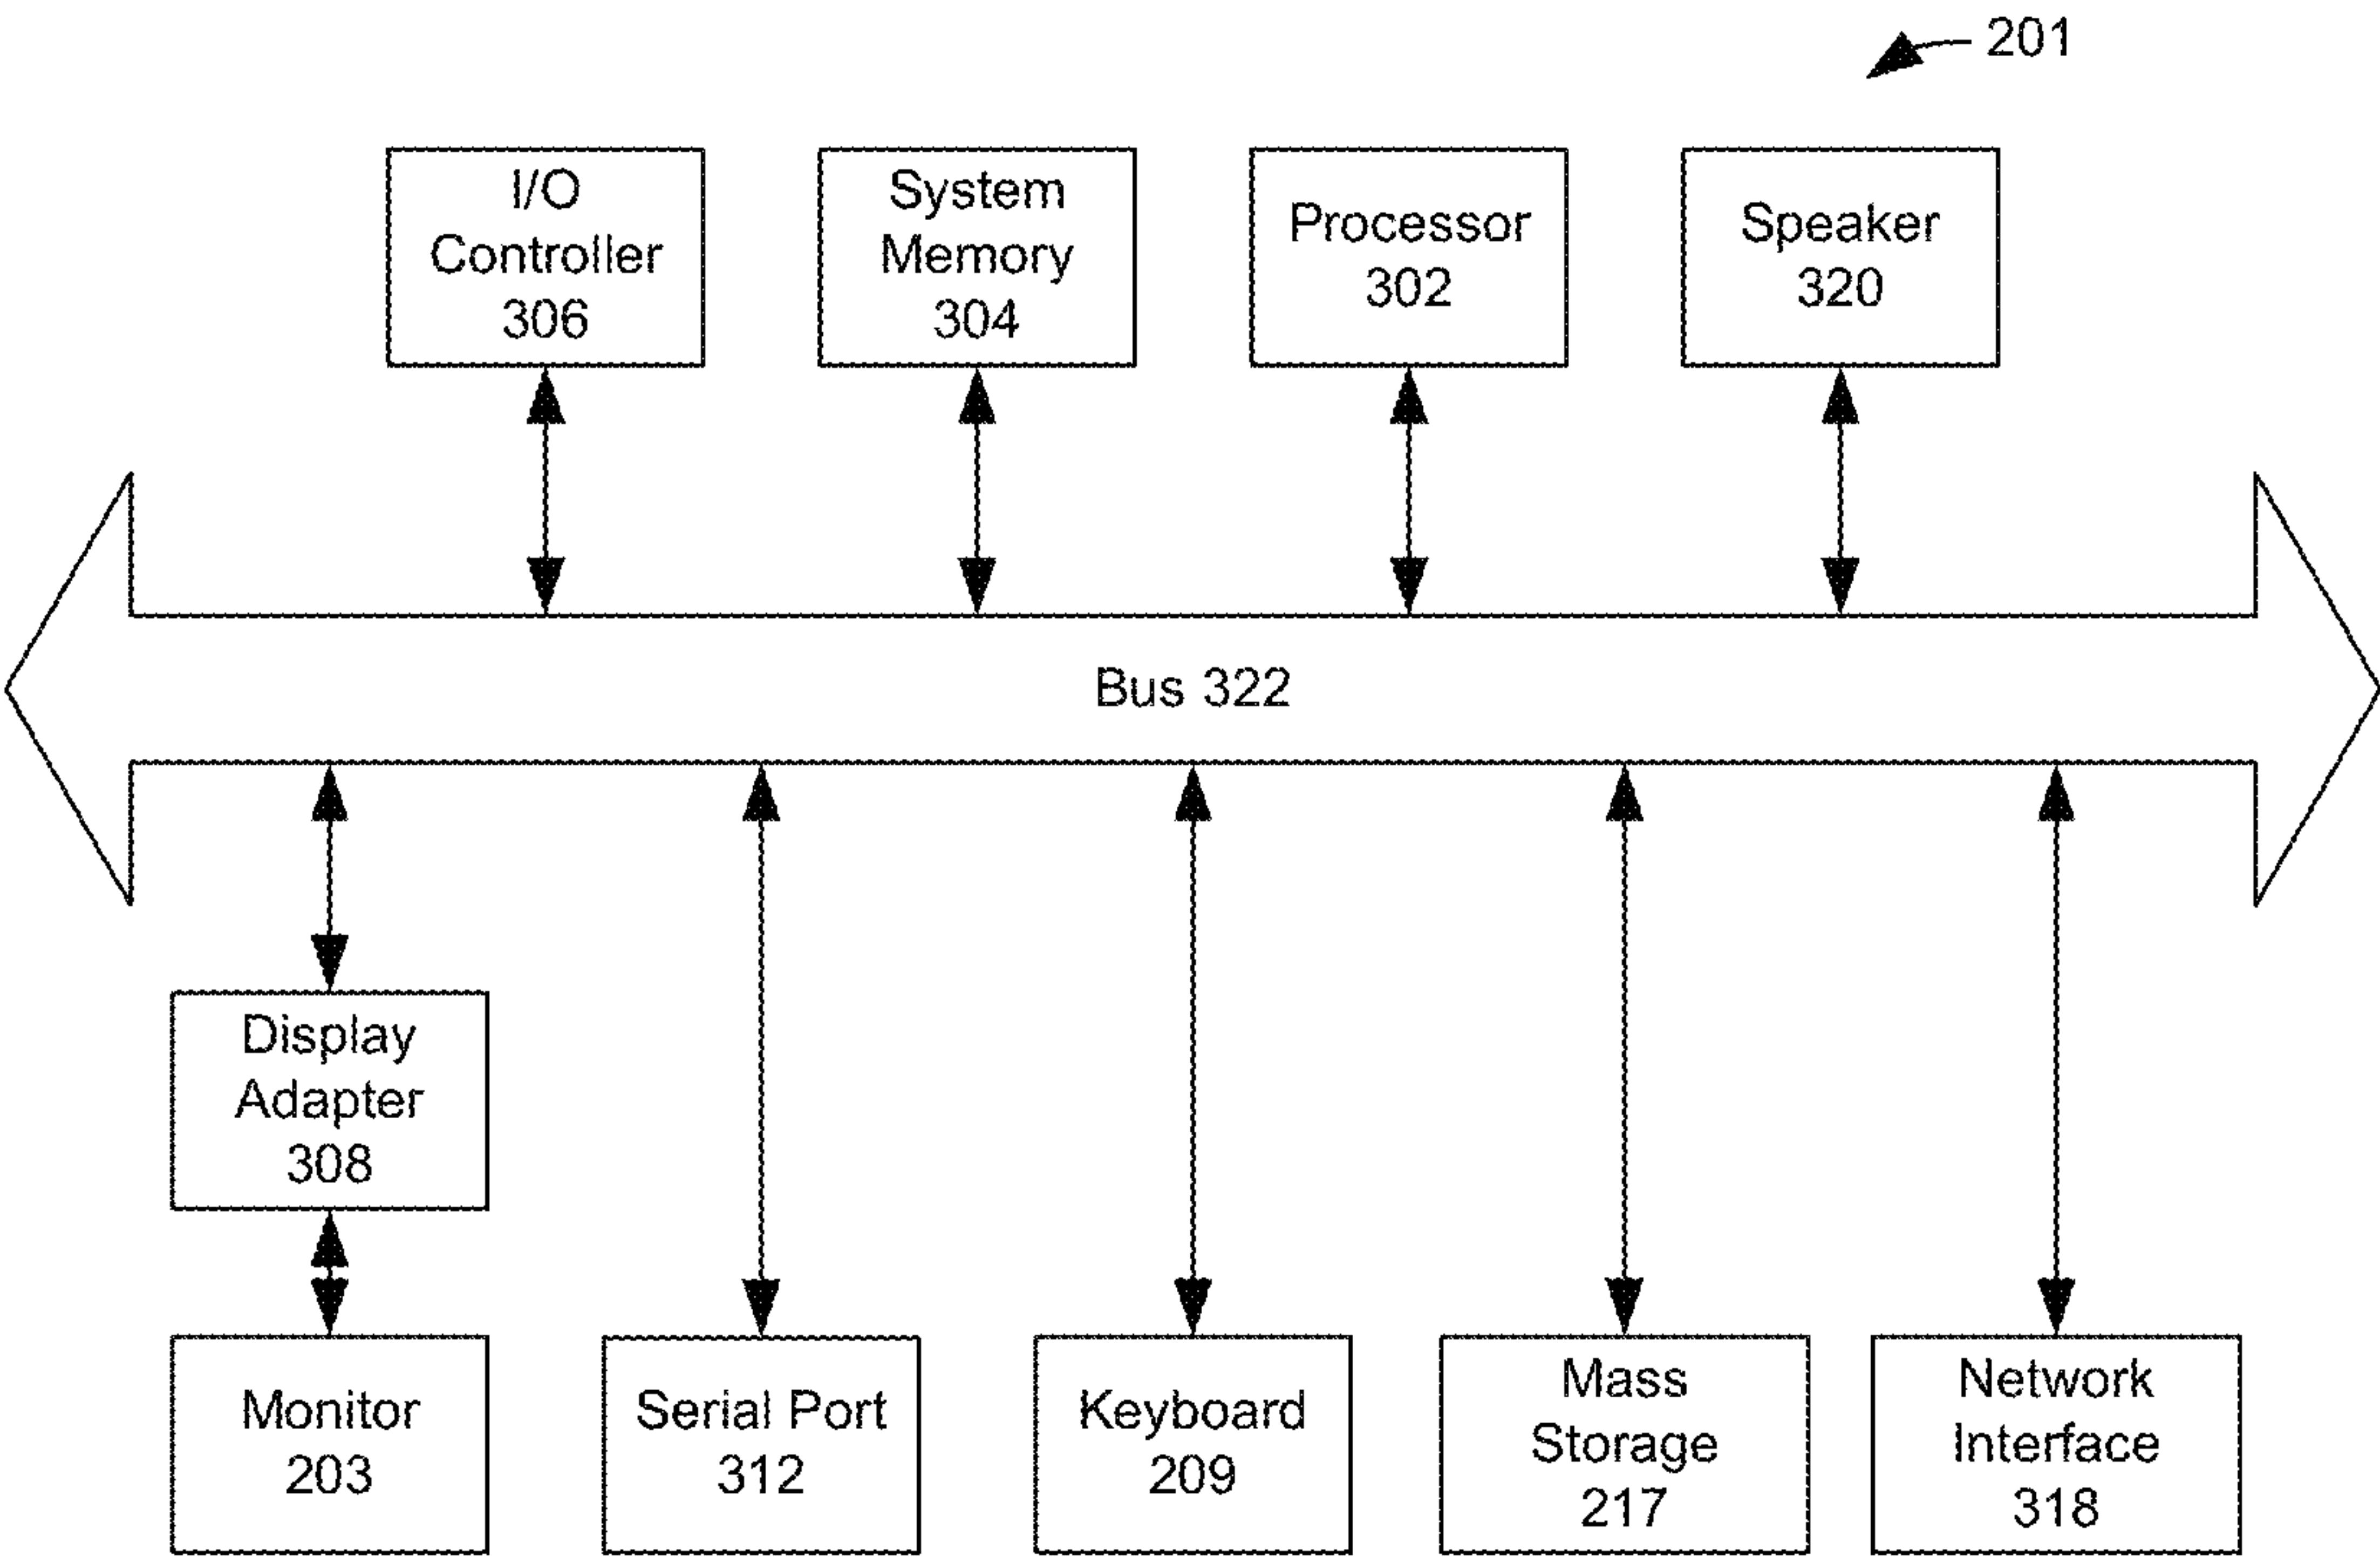 201
I/O
Controller
306
System
Memory
304
Processor
302
Speaker
320
Bus 322
Display
Adapter
308
Monitor
203
Serial Port
312
Keyboard
209
Mass
Storage
217
Network
Interface
318